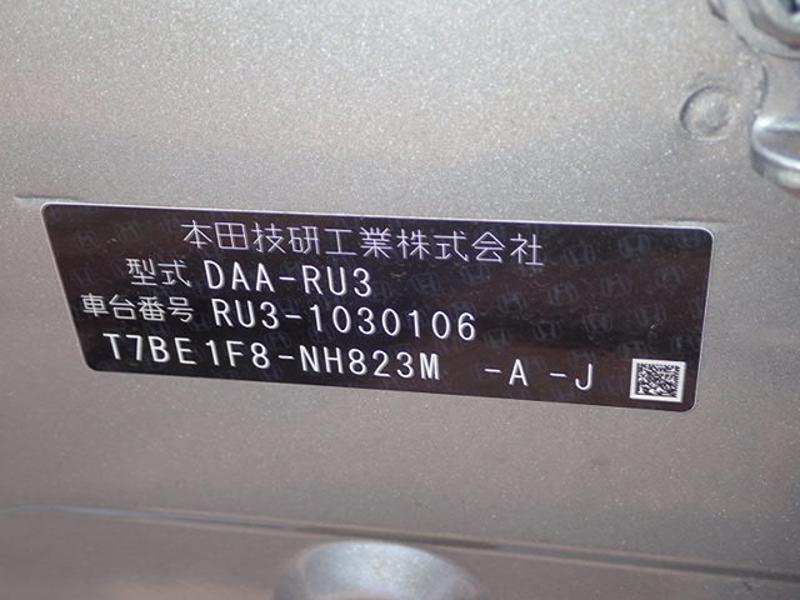 本田技研工業株式会社
型式 DAA-RU3
車台番号 RU3-1030106
T7BE1F8-NH823M -A -J